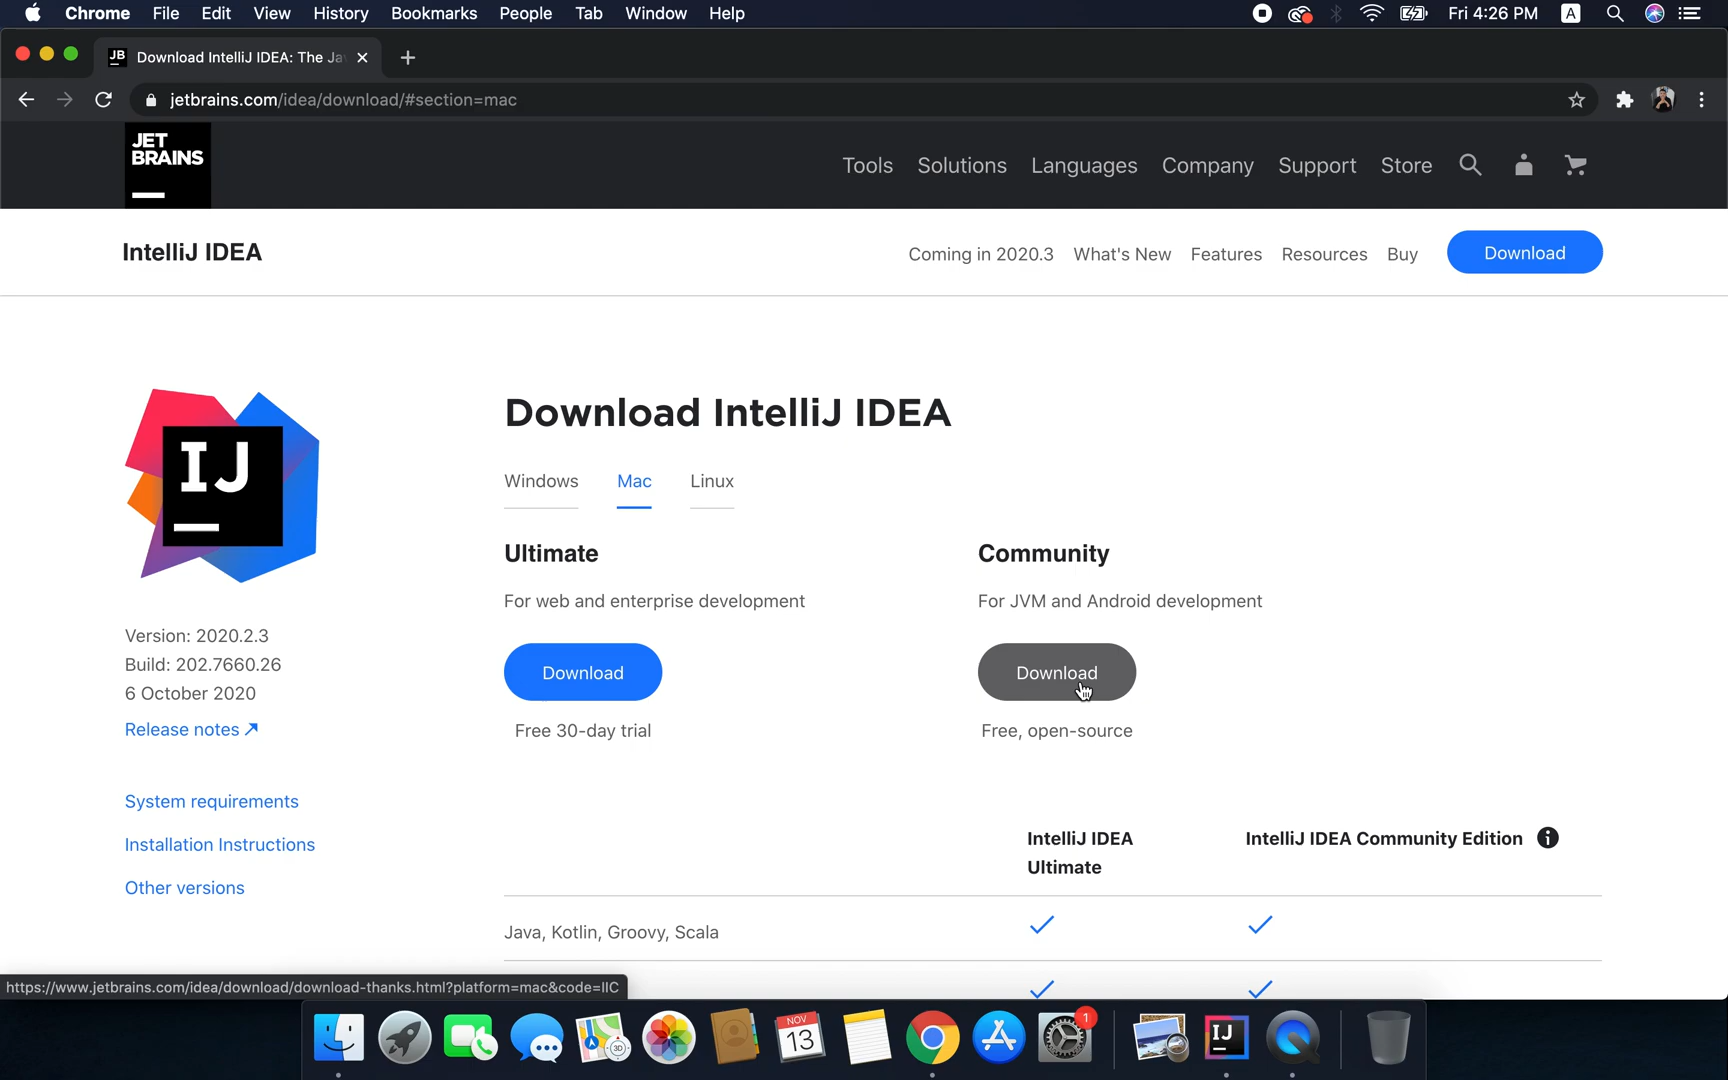 Chrome File Edit View History Bookmarks People Tab Window Help Fri 4:26 PM A
JB Download IntelliJ IDEA: The Ja
jetbrains.com/idea/download/#section=mac
JET
BRAINS
Tools Solutions Languages Company Support Store
IntelliJ IDEA
Coming in 2020.3 What's New Features Resources Buy Download
IJ
Version: 2020.2.3
Build: 202.7660.26
6 October 2020
Release notes ↗
System requirements
Installation Instructions
Other versions
Download IntelliJ IDEA
Windows Mac Linux
Ultimate
For web and enterprise development
Download
Free 30-day trial
Community
For JVM and Android development
Download
Free, open-source
IntelliJ IDEA
Ultimate
IntelliJ IDEA Community Edition
Java, Kotlin, Groovy, Scala
https://www.jetbrains.com/idea/download/download-thanks.html?platform=mac&code=IIC
3D
NOV
13
1
IJ